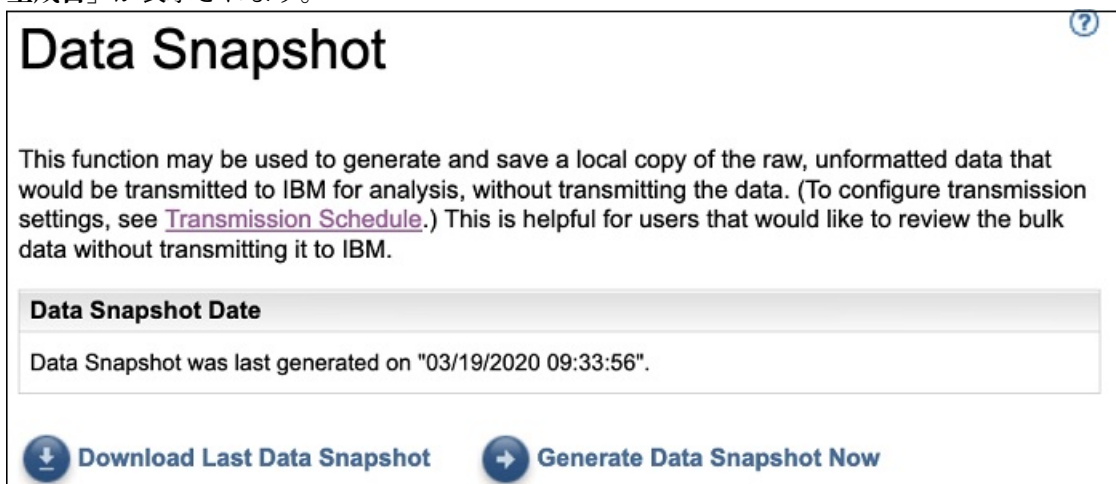 Data Snapshot
This function may be used to generate and save a local copy of the raw, unformatted data that
would be transmitted to IBM for analysis, without transmitting the data. (To configure transmission
settings, see Transmission Schedule.) This is helpful for users that would like to review the bulk
data without transmitting it to IBM.
Data Snapshot Date
Data Snapshot was last generated on "03/19/2020 09:33:56".
Download Last Data Snapshot
Generate Data Snapshot Now